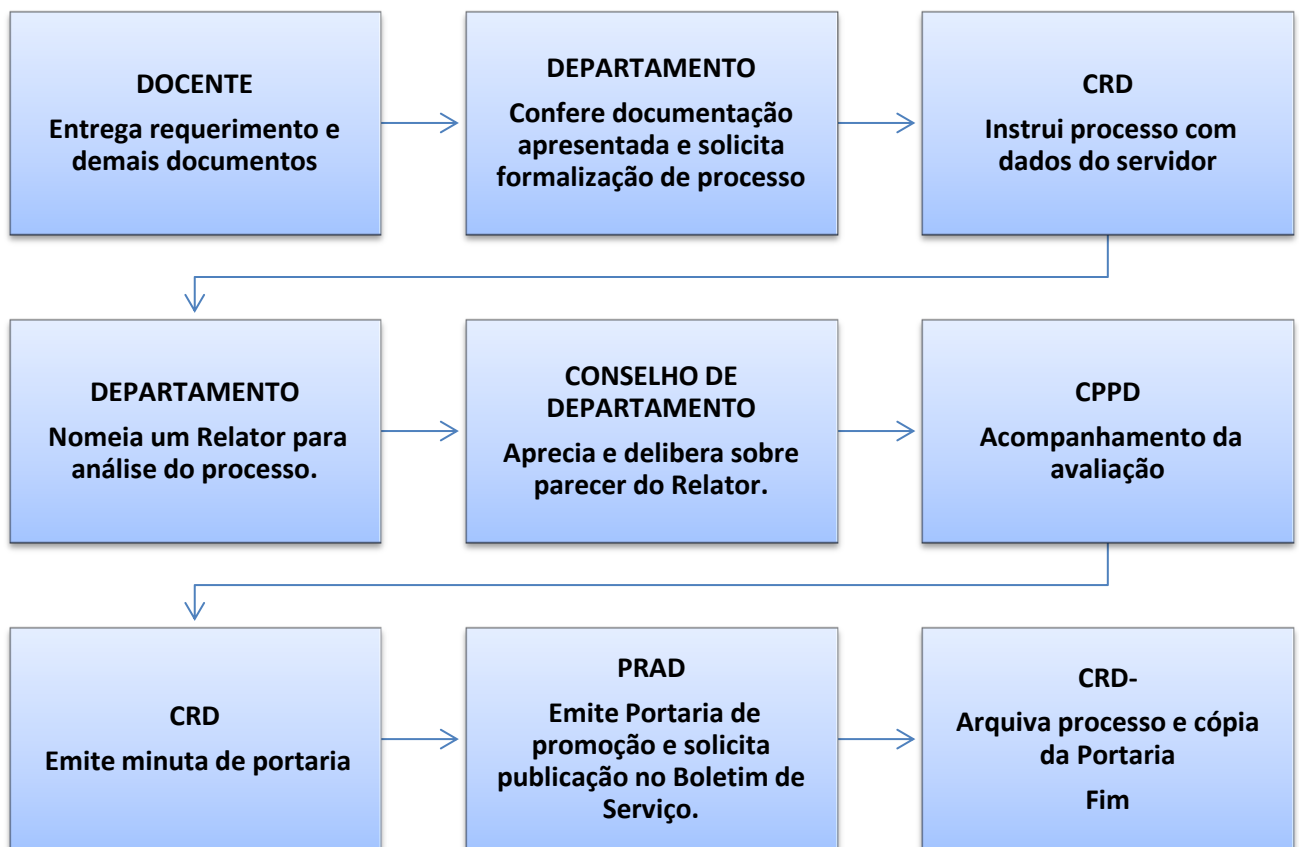 DOCENTE
Entrega requerimento e
demais documentos
DEPARTAMENTO
Confere documentação
apresentada e solicita
formalização de processo
CRD
Instrui processo com
dados do servidor
DEPARTAMENTO
Nomeia um Relator para
análise do processo.
CONSELHO DE
DEPARTAMENTO
Aprecia e delibera sobre
parecer do Relator.
CPPD
Acompanhamento da
avaliação
CRD
Emite minuta de portaria
PRAD
Emite Portaria de
promoção e solicita
publicação no Boletim de
Serviço.
CRD-
Arquiva processo e cópia
da Portaria
Fim